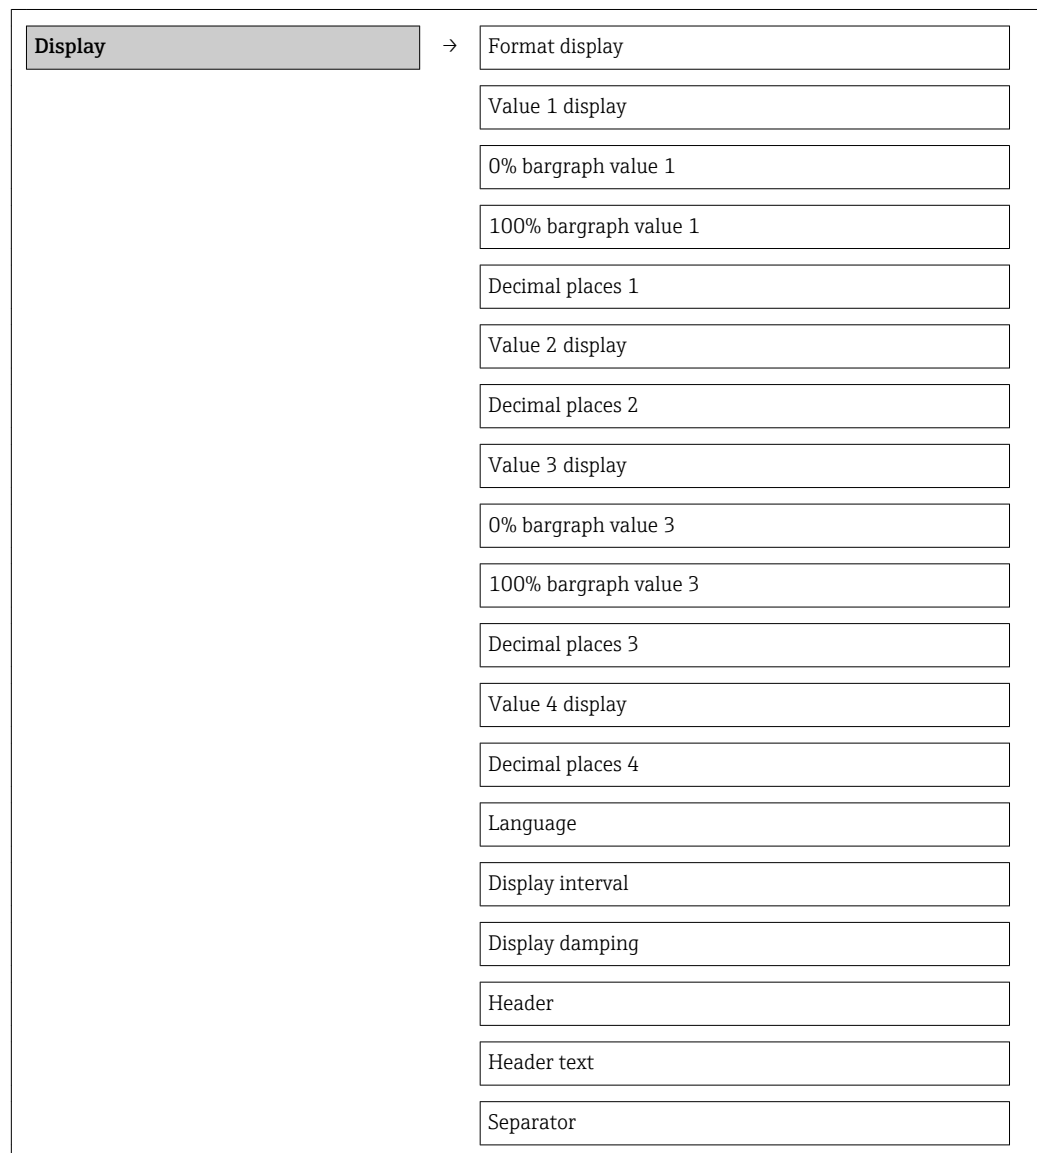 Display → Format display
Value 1 display
0% bargraph value 1
100% bargraph value 1
Decimal places 1
Value 2 display
Decimal places 2
Value 3 display
0% bargraph value 3
100% bargraph value 3
Decimal places 3
Value 4 display
Decimal places 4
Language
Display interval
Display damping
Header
Header text
Separator